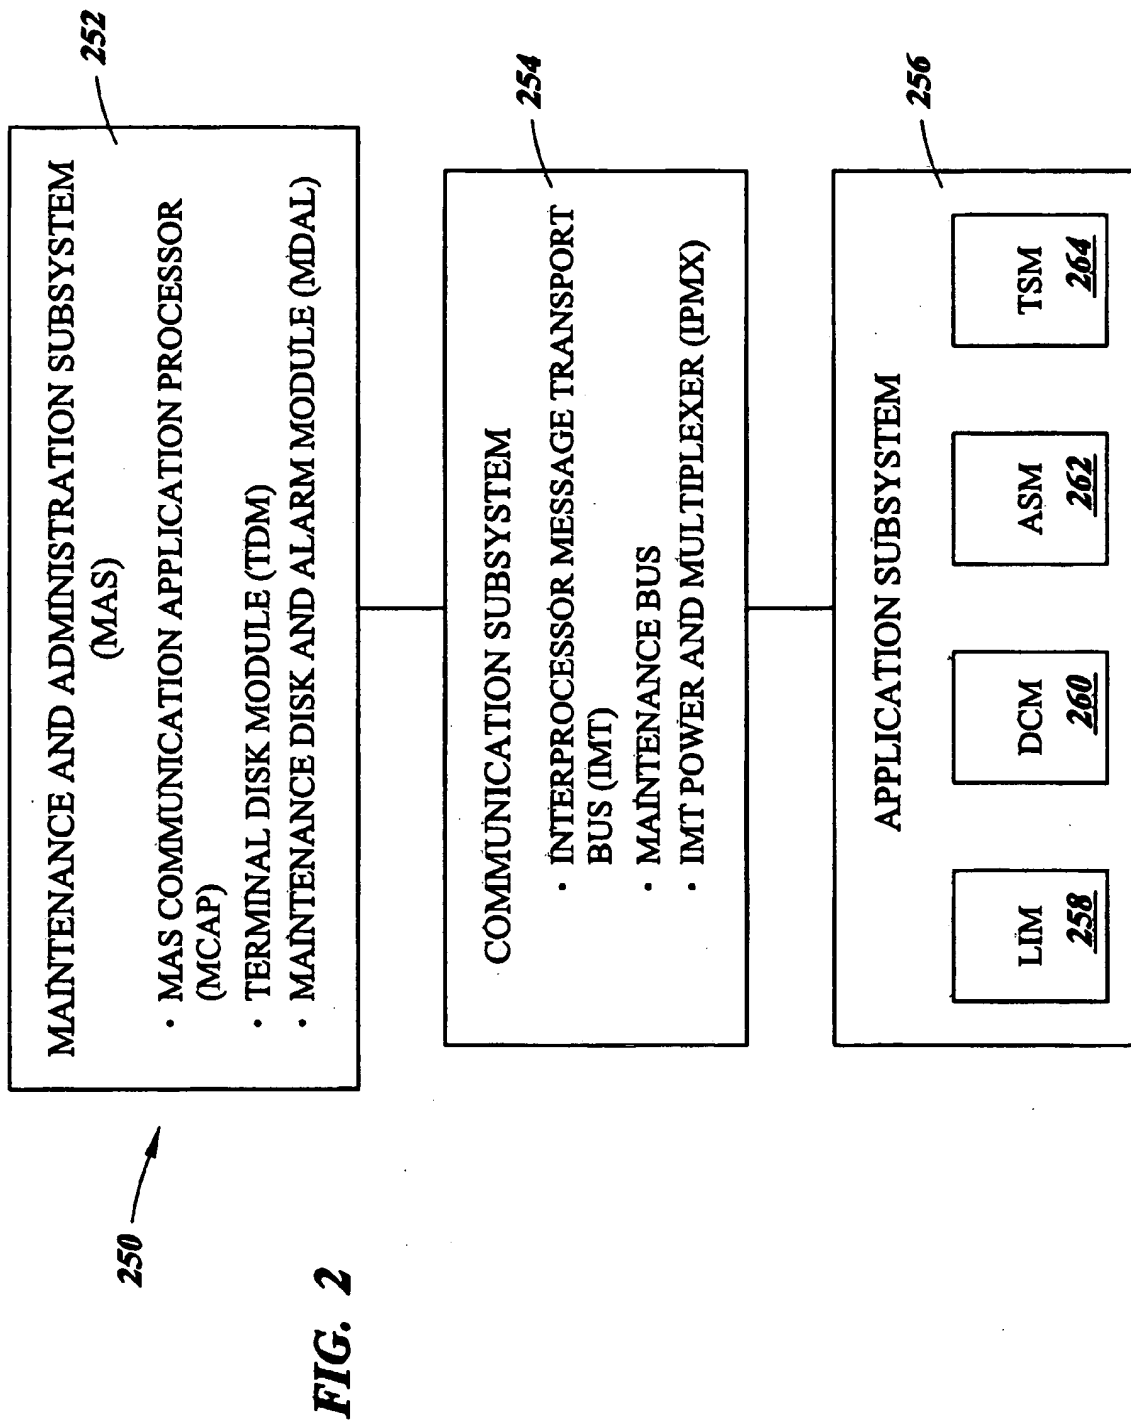 252
MAINTENANCE AND ADMINISTRATION SUBSYSTEM
(MAS)
• MAS COMMUNICATION APPLICATION PROCESSOR
(MCAP)
• TERMINAL DISK MODULE (TDM)
• MAINTENANCE DISK AND ALARM MODULE (MDAL)
254
COMMUNICATION SUBSYSTEM
• INTERPROCESSOR MESSAGE TRANSPORT
BUS (IMT)
• MAINTENANCE BUS
• IMT POWER AND MULTIPLEXER (IPMX)
256
APPLICATION SUBSYSTEM
LIM
258
DCM
260
ASM
262
TSM
264
250
FIG. 2